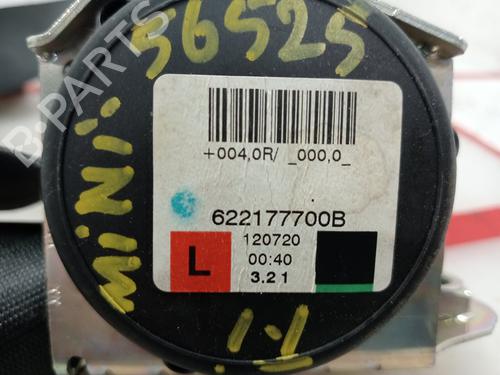 56525
MINI
+004,0R/ _000,0_
622177700B
L
120720
00:40
3.21
B-PARTS